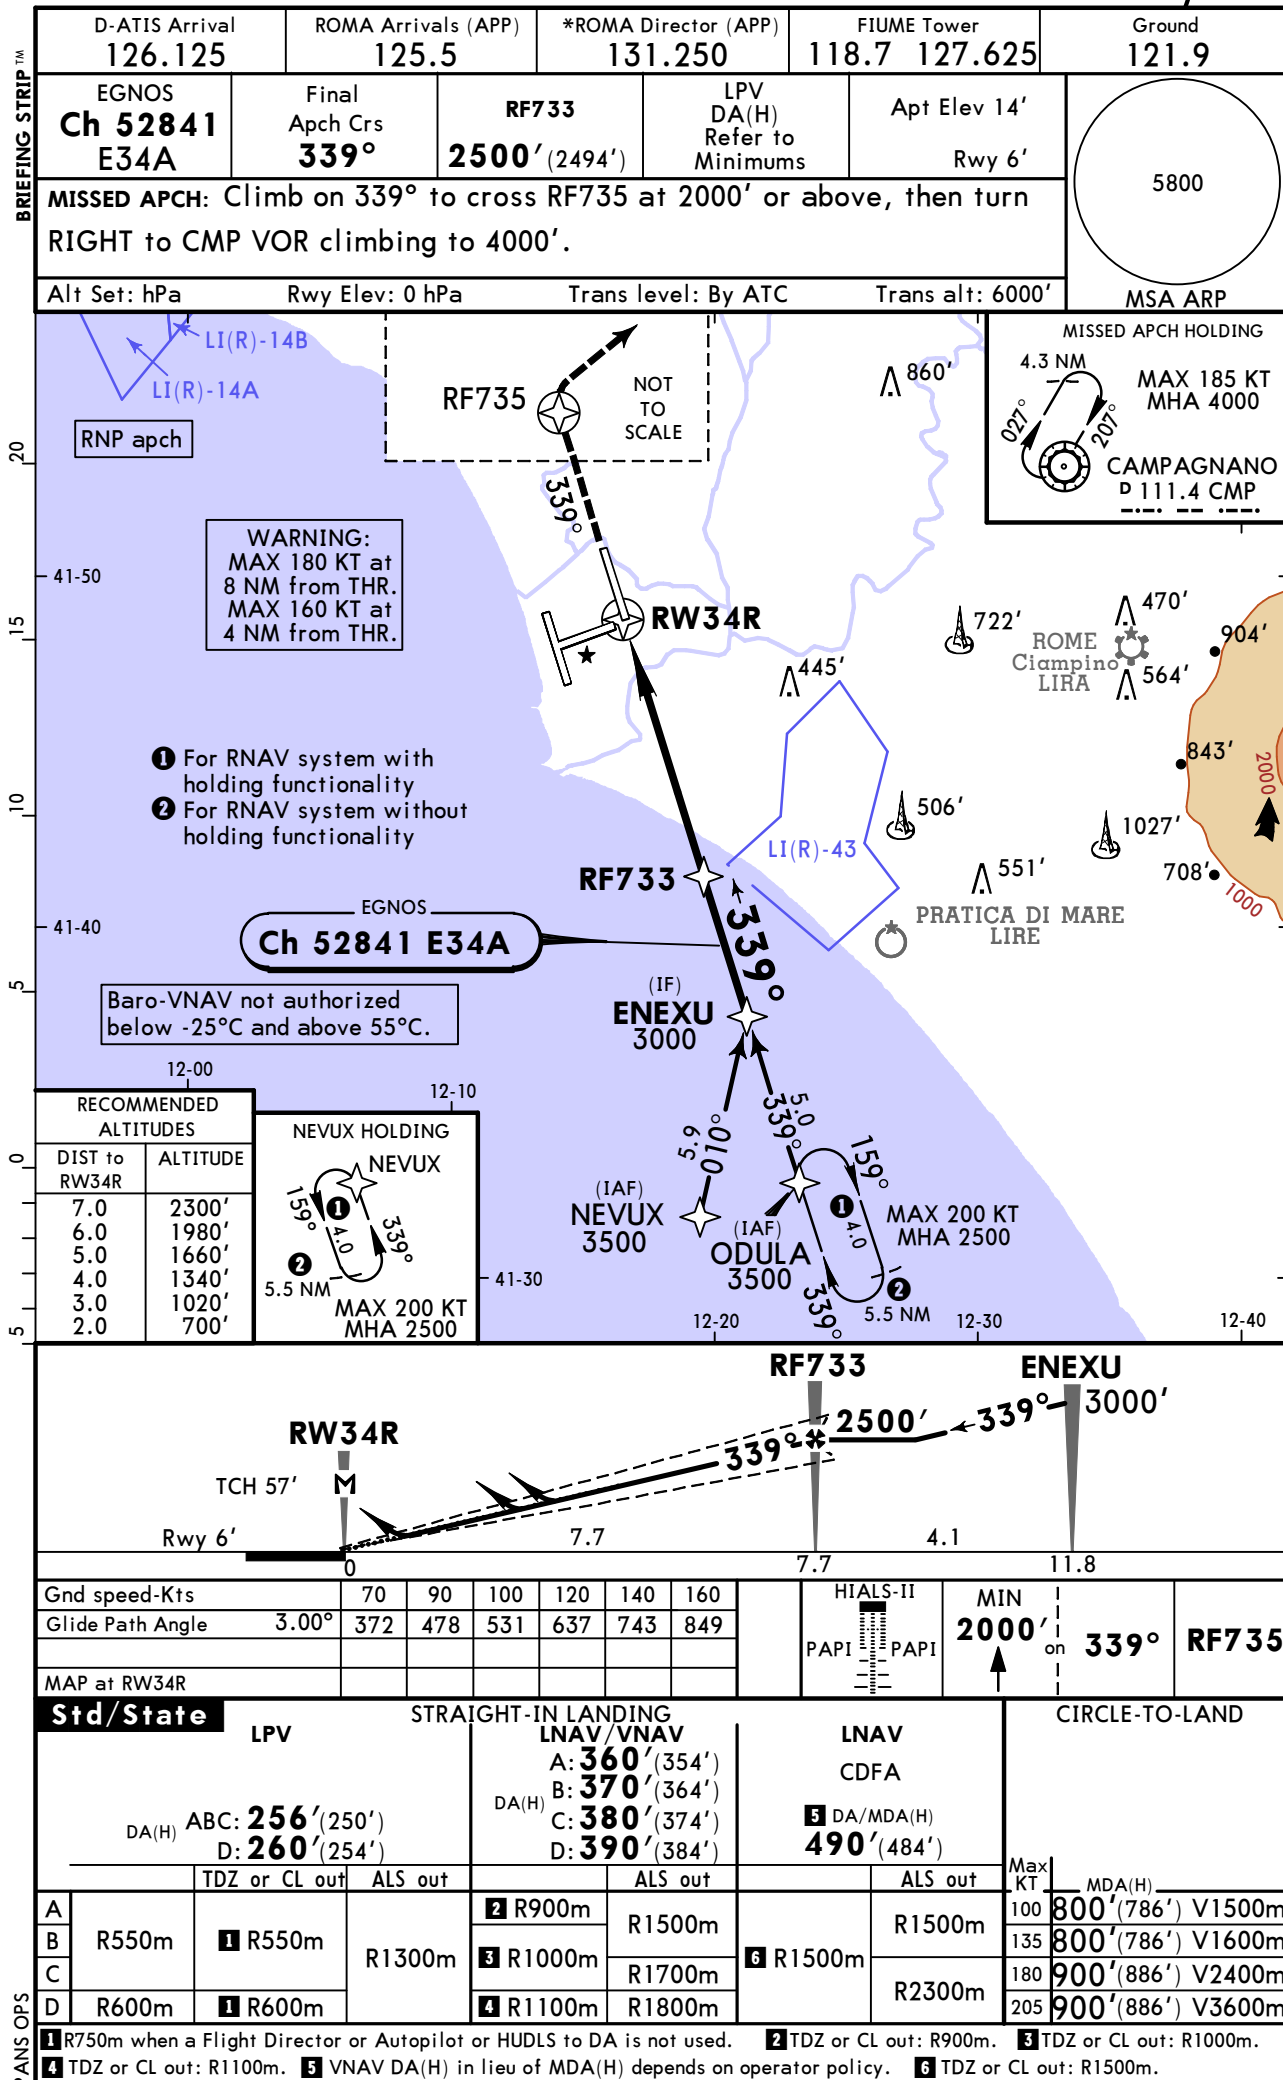 BRIEFING STRIP™
D-ATIS Arrival
126.125
ROMA Arrivals (APP)
125.5
*ROMA Director (APP)
131.250
FIUME Tower
118.7 127.625
Ground
121.9
EGNOS
Ch 52841
E34A
Final
Apch Crs
339°
RF733
2500'(2494')
LPV
DA(H)
Refer to
Minimums
Apt Elev 14'
Rwy 6'
5800
MSA ARP
MISSED APCH: Climb on 339° to cross RF735 at 2000' or above, then turn
RIGHT to CMP VOR climbing to 4000'.
Alt Set: hPa Rwy Elev: 0 hPa Trans level: By ATC Trans alt: 6000'
LI(R)-14B
LI(R)-14A
RNP apch
RF735
NOT
TO
SCALE
860'
MISSED APCH HOLDING
4.3 NM
MAX 185 KT
MHA 4000
027°
207°
CAMPAGNANO
D 111.4 CMP
20
339°
WARNING:
MAX 180 KT at
8 NM from THR.
MAX 160 KT at
4 NM from THR.
41-50
RW34R
15
722'
470'
ROME
Ciampino
LIRA
904'
564'
445'
843'
2000
1 For RNAV system with
holding functionality
2 For RNAV system without
holding functionality
10
506'
1027'
LI(R)-43
551'
708'
1000
RF733
EGNOS
Ch 52841 E34A
339°
PRATICA DI MARE
LIRE
41-40
5
Baro-VNAV not authorized
below -25°C and above 55°C.
(IF)
ENEXU
3000
12-00
12-10
RECOMMENDED
ALTITUDES
DIST to
RW34R
ALTITUDE
7.0 2300'
6.0 1980'
5.0 1660'
4.0 1340'
3.0 1020'
2.0 700'
0
5
NEVUX HOLDING
NEVUX
159°
1
4.0
339°
2
5.5 NM
MAX 200 KT
MHA 2500
5.9
010°
5.0
339°
(IAF)
NEVUX
3500
(IAF)
ODULA
3500
159°
1
4.0
MAX 200 KT
MHA 2500
339°
2
5.5 NM
41-30
12-20
12-30
12-40
RF733
ENEXU
3000'
2500'
339°
339°
RW34R
TCH 57'
M
Rwy 6'
7.7
4.1
0
7.7
11.8
Gnd speed-Kts 70 90 100 120 140 160
Glide Path Angle 3.00° 372 478 531 637 743 849
MAP at RW34R
HIALS-II
PAPI PAPI
MIN
2000' on 339° RF735
Std/State
STRAIGHT-IN LANDING
CIRCLE-TO-LAND
LPV
DA(H) ABC: 256'(250')
D: 260'(254')
LNAV/VNAV
DA(H)
A: 360'(354')
B: 370'(364')
C: 380'(374')
D: 390'(384')
LNAV
CDFA
5 DA/MDA(H)
490'(484')
TDZ or CL out
ALS out
ALS out
ALS out
Max
KT
MDA(H)
A
B
C
D
R550m
R600m
1 R550m
1 R600m
R1300m
2 R900m
3 R1000m
4 R1100m
R1500m
R1700m
R1800m
6 R1500m
R1500m
R2300m
100 800'(786') V1500m
135 800'(786') V1600m
180 900'(886') V2400m
205 900'(886') V3600m
PANS OPS
1 R750m when a Flight Director or Autopilot or HUDLS to DA is not used. 2 TDZ or CL out: R900m. 3 TDZ or CL out: R1000m.
4 TDZ or CL out: R1100m. 5 VNAV DA(H) in lieu of MDA(H) depends on operator policy. 6 TDZ or CL out: R1500m.